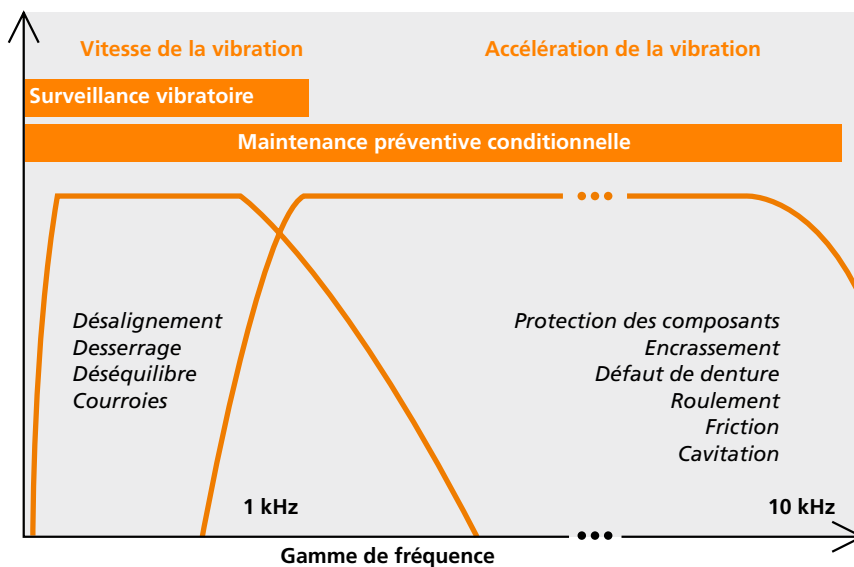 Vitesse de la vibration
Accélération de la vibration
Surveillance vibratoire
Maintenance préventive conditionnelle
Désalignement
Desserrage
Déséquilibre
Courroies
Protection des composants
Encrassement
Défaut de denture
Roulement
Friction
Cavitation
1 kHz
10 kHz
Gamme de fréquence